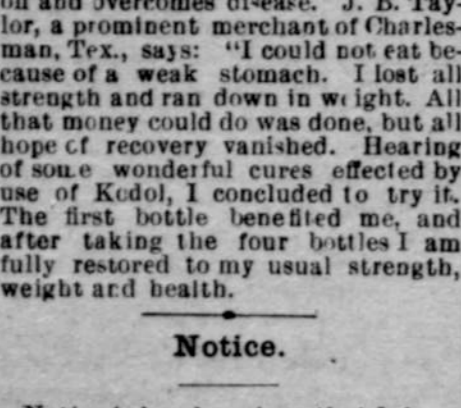 and overcomes disease. J. B. Tay-
lor, a prominent merchant of Charles-
man, Tex., says: "I could not eat be-
cause of a weak stomach. I lost all
strength and ran down in weight. All
that money could do was done, but all
hope of recovery vanished. Hearing
of some wonderful cures effected by
use of Kodol, I concluded to try it.
The first bottle benefited me, and
after taking the four bottles I am
fully restored to my usual strength,
weight and health.
Notice.